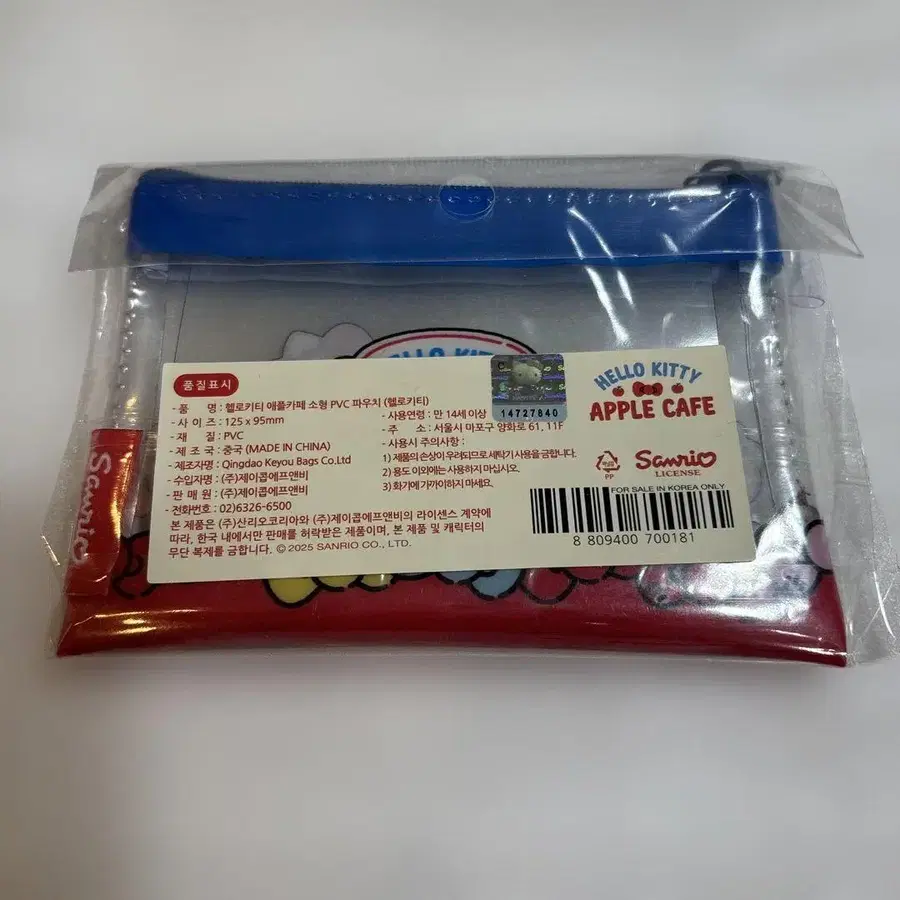 HELLO KITTY
품질표시
- 품 명 : 헬로키티 애플카페 소형 PVC 파우치 (헬로키티)
- 사 이 즈 : 125 x 95mm
- 재 질 : PVC
- 제 조 국 : 중국 (MADE IN CHINA)
- 제조자명 : Qingdao Keyou Bags Co.Ltd
- 수입자명 : (주)제이콥에프앤비
- 판 매 원 : (주)제이콥에프앤비
- 전화번호 : 02)6326-6500
본 제품은 (주)산리오코리아와 (주)제이콥에프앤비의 라이센스 계약에
따라, 한국 내에서만 판매를 허락받은 제품이며, 본 제품 및 캐릭터의
무단 복제를 금합니다. © 2025 SANRIO CO., LTD.
- 사용연령 : 만 14세 이상
- 주 소 : 서울시 마포구 양화로 61, 11F
- 사용시 주의사항 :
1) 제품의 손상이 우려되므로 세탁기 사용을 금합니다.
2) 용도 이외에는 사용하지 마십시오.
3) 화기에 가까이하지 마세요.
14727840
HELLO KITTY
APPLE CAFE
PP
Sanrio
LICENSE
FOR SALE IN KOREA ONLY
8 809400 700181
Sanrio